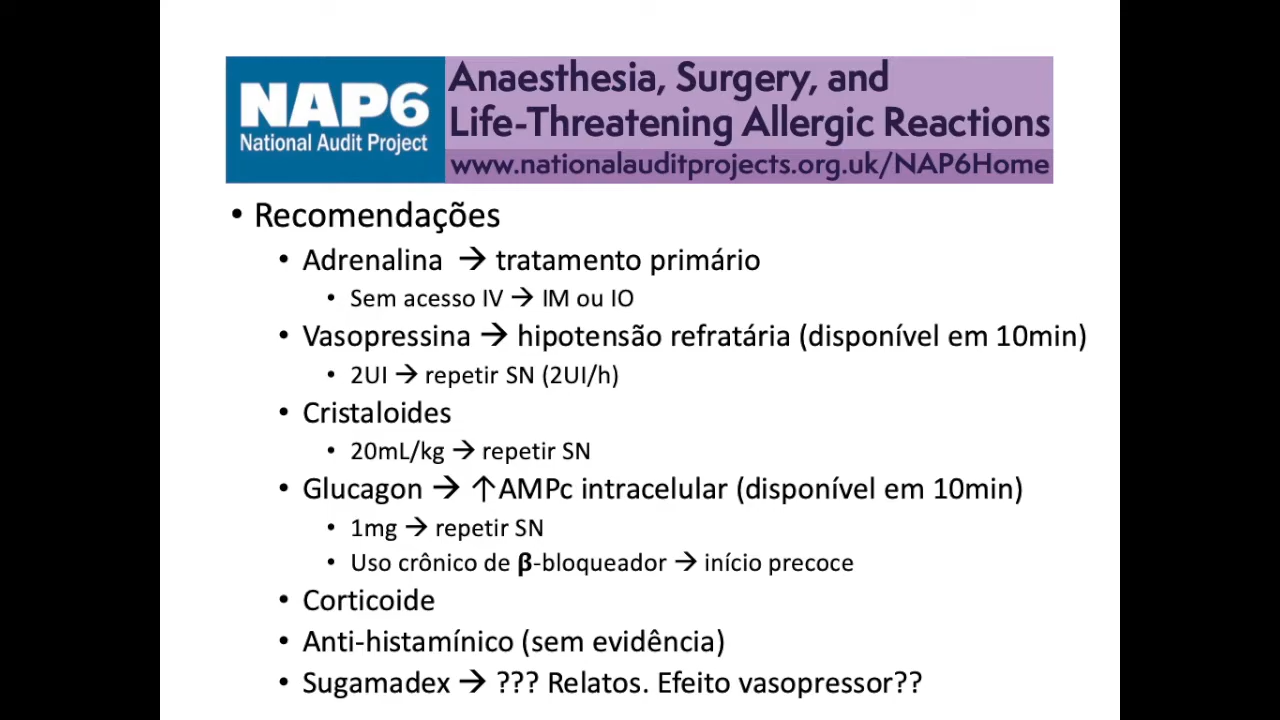 NAP6
National Audit Project
Anaesthesia, Surgery, and
Life-Threatening Allergic Reactions
www.nationalauditprojects.org.uk/NAP6Home
• Recomendações
• Adrenalina → tratamento primário
• Sem acesso IV → IM ou IO
• Vasopressina → hipotensão refratária (disponível em 10min)
• 2UI → repetir SN (2UI/h)
• Cristaloides
• 20mL/kg → repetir SN
• Glucagon → ↑AMPc intracelular (disponível em 10min)
• 1mg → repetir SN
• Uso crônico de β-bloqueador → início precoce
• Corticoide
• Anti-histamínico (sem evidência)
• Sugamadex → ??? Relatos. Efeito vasopressor??